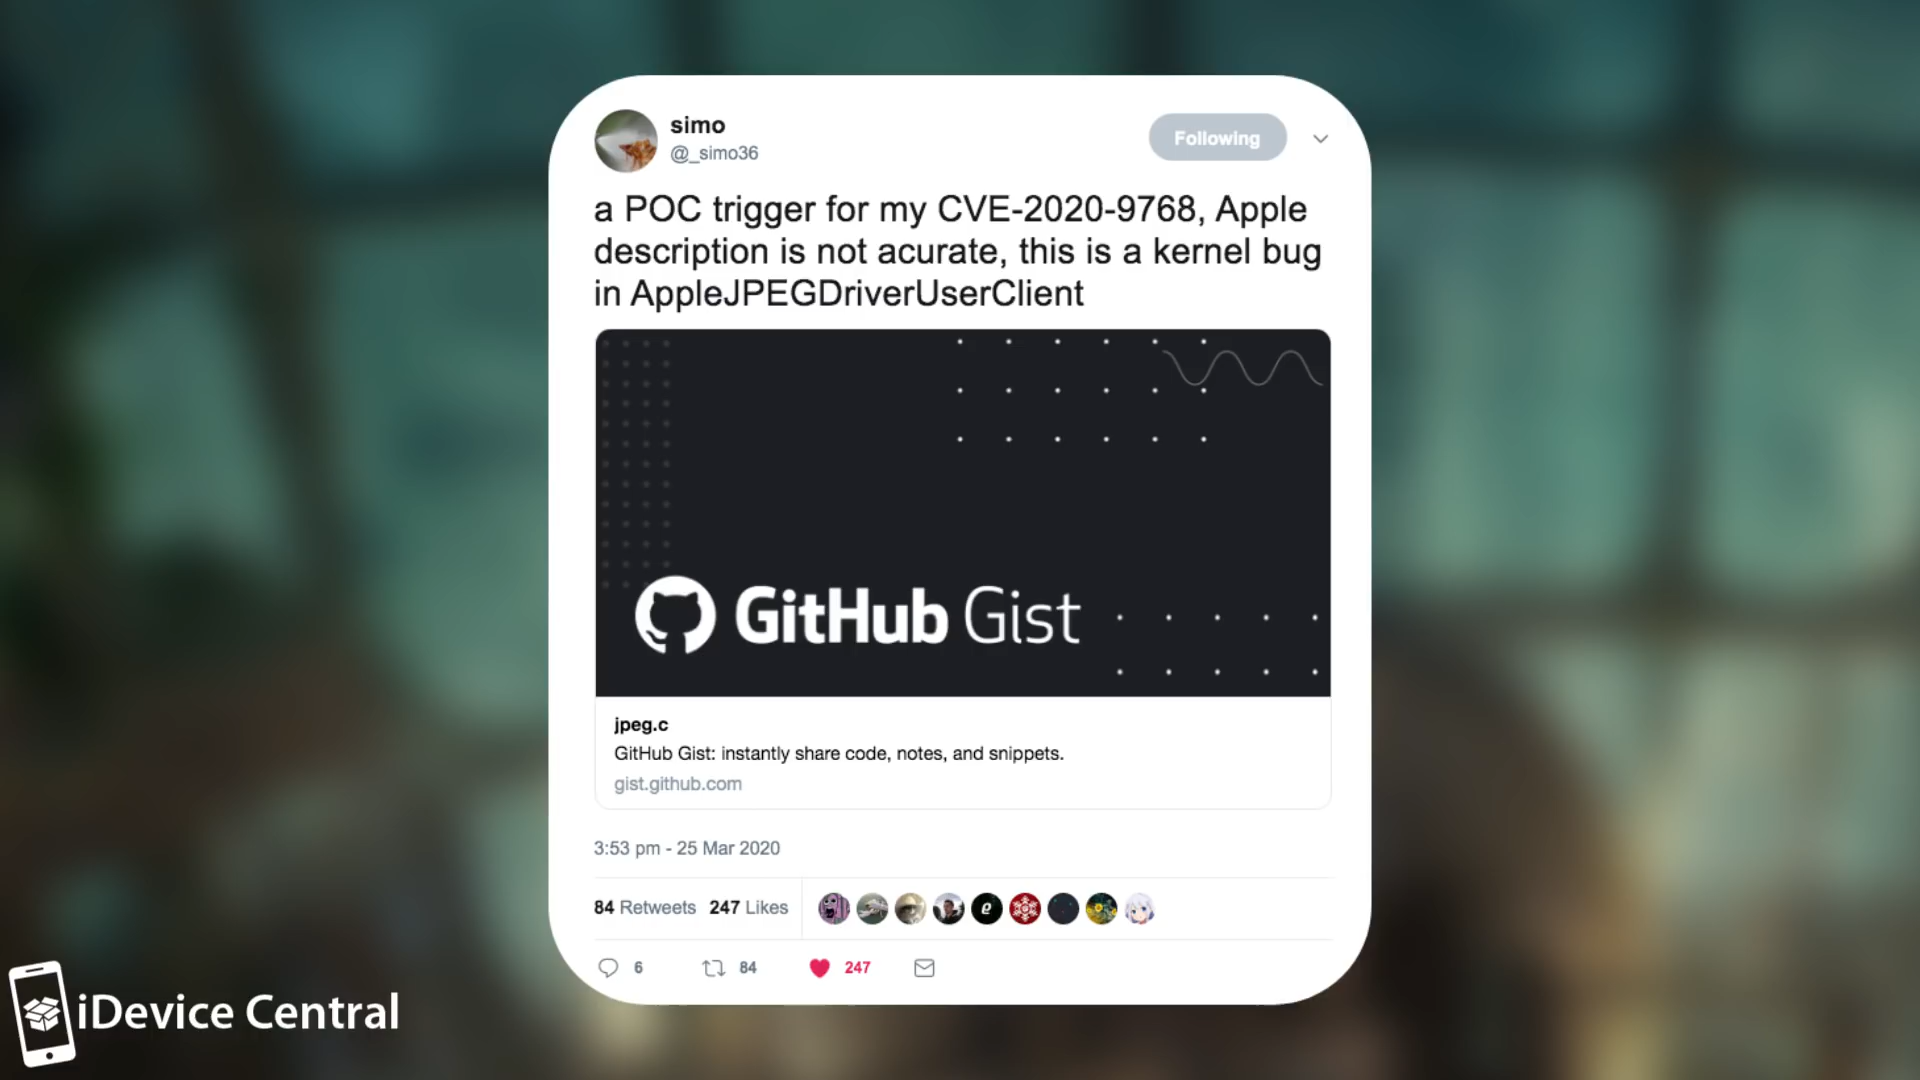 simo
@_simo36
Following
a POC trigger for my CVE-2020-9768, Apple
description is not acurate, this is a kernel bug
in AppleJPEGDriverUserClient
GitHub Gist
jpeg.c
GitHub Gist: instantly share code, notes, and snippets.
gist.github.com
3:53 pm - 25 Mar 2020
84 Retweets 247 Likes
e
6 84 247
iDevice Central